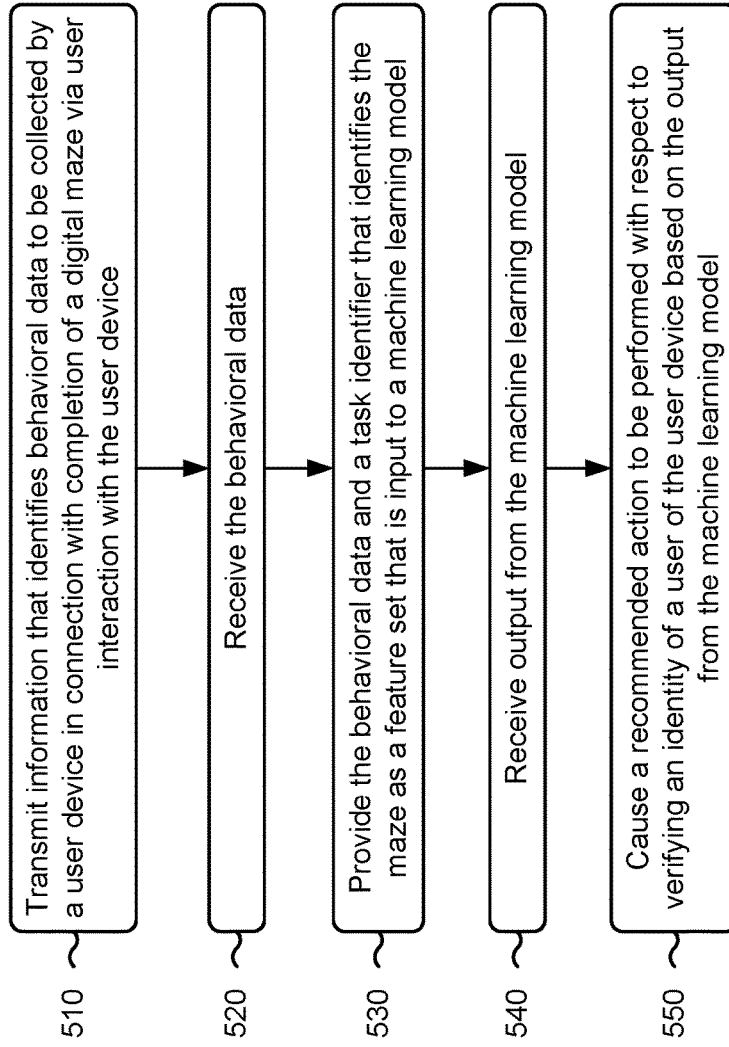 510
Transmit information that identifies behavioral data to be collected by
a user device in connection with completion of a digital maze via user
interaction with the user device
520
Receive the behavioral data
530
Provide the behavioral data and a task identifier that identifies the
maze as a feature set that is input to a machine learning model
540
Receive output from the machine learning model
550
Cause a recommended action to be performed with respect to
verifying an identity of a user of the user device based on the output
from the machine learning model